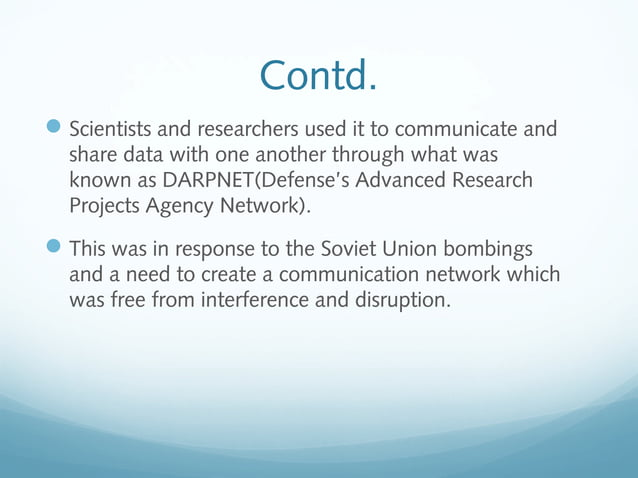 Contd.
Scientists and researchers used it to communicate and
share data with one another through what was
known as DARPNET(Defense's Advanced Research
Projects Agency Network).
This was in response to the Soviet Union bombings
and a need to create a communication network which
was free from interference and disruption.